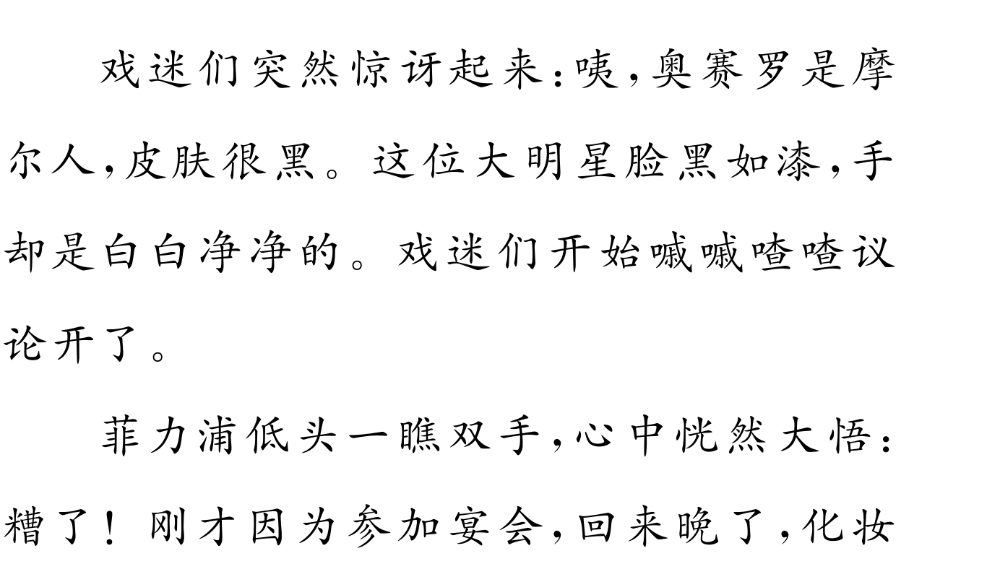 戏迷们突然惊讶起来：咦，奥赛罗是摩
尔人，皮肤很黑。这位大明星脸黑如漆，手
却是白白净净的。戏迷们开始嘁嘁喳喳议
论开了。
菲力浦低头一瞧双手，心中恍然大悟：
糟了！刚才因为参加宴会，回来晚了，化妆